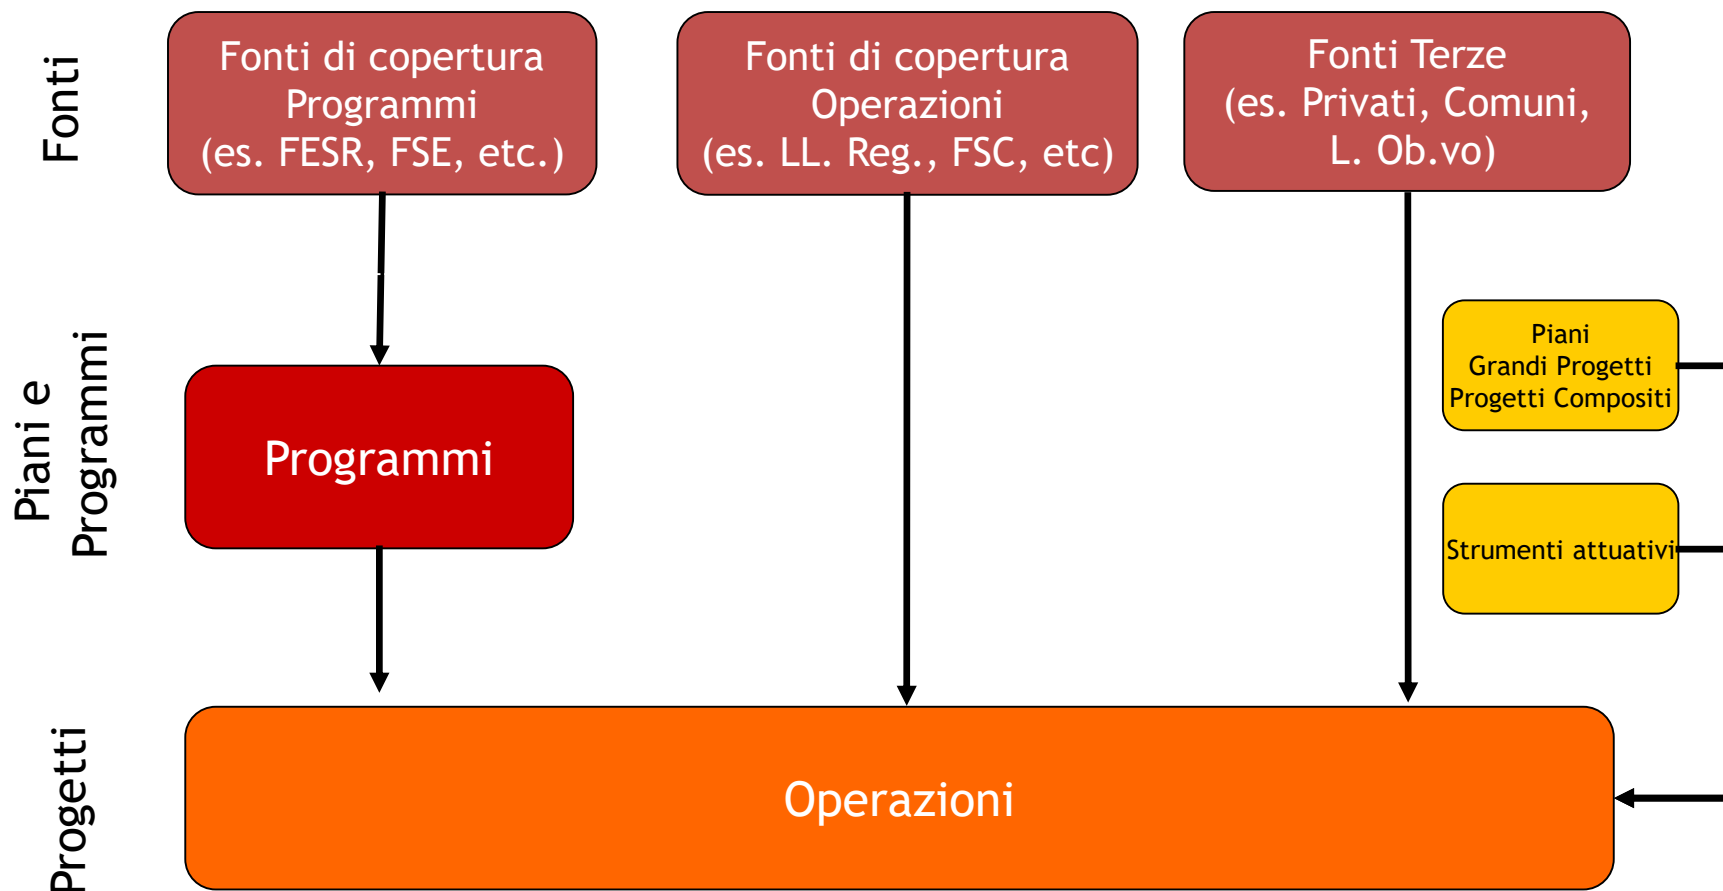 Fonti
Fonti di copertura
Programmi
(es. FESR, FSE, etc.)
Fonti di copertura
Operazioni
(es. LL. Reg., FSC, etc)
Fonti Terze
(es. Privati, Comuni,
L. Ob.vo)
Piani e
Programmi
Programmi
Piani
Grandi Progetti
Progetti Compositi
Strumenti attuativi
Progetti
Operazioni